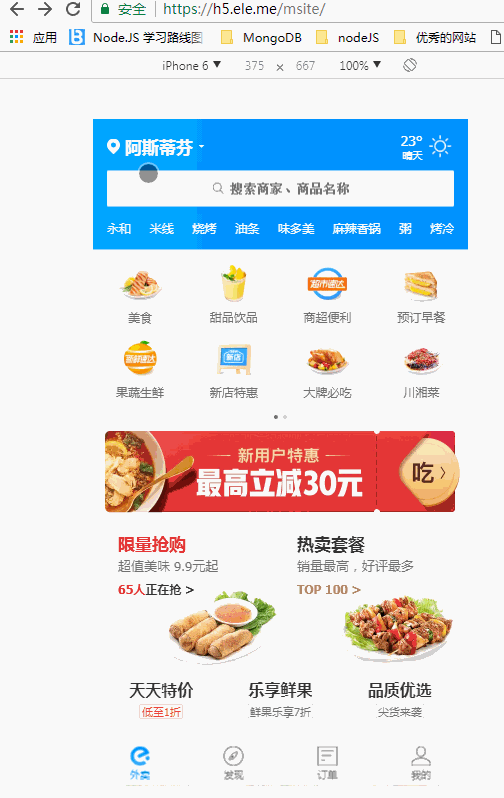 安全 https://h5.ele.me/msite/
应用 NodeJS 学习路线图 MongoDB nodeJS 优秀的网站
iPhone 6 ▼ 375 × 667 100% ▼
阿斯蒂芬
23°
晴天
搜索商家、商品名称
永和 米线 烧烤 油条 味多美 麻辣香锅 粥 烤冷
美食 甜品饮品 商超便利 预订早餐
超市速达
果蔬生鲜 新店特惠 大牌必吃 川湘菜
新店
新用户特惠
最高立减30元
吃 >
限量抢购
超值美味 9.9元起
65人正在抢 >
热卖套餐
销量最高，好评最多
TOP 100 >
天天特价 乐享鲜果 品质优选
低至1折 鲜果乐享7折 尖货来袭
外卖 发现 订单 我的